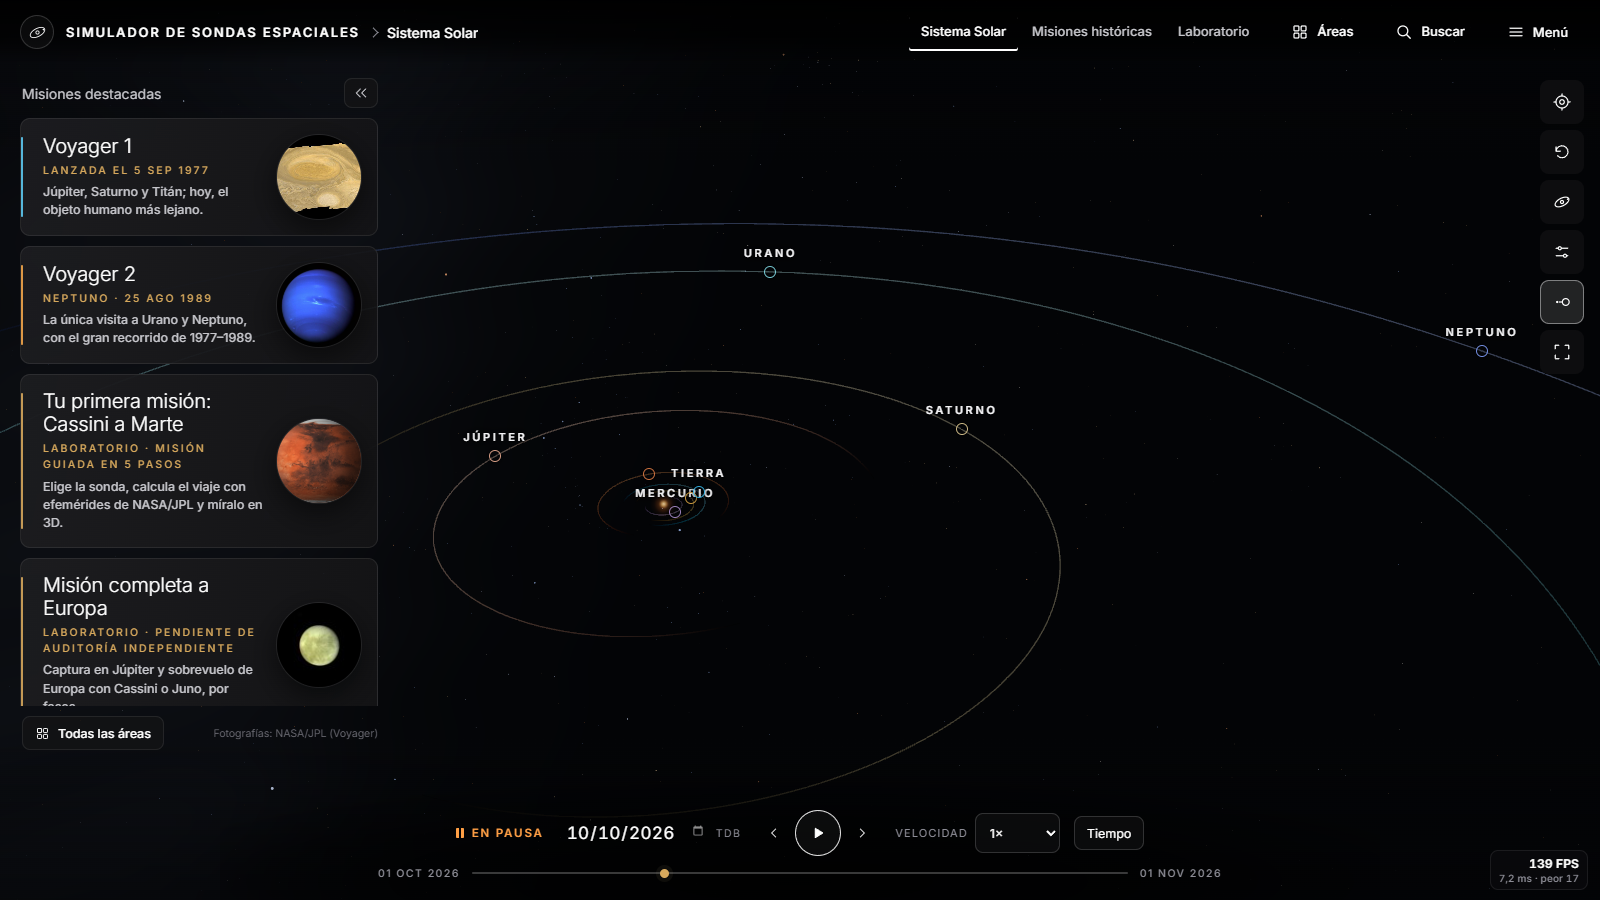 SIMULADOR DE SONDAS ESPACIALES
Sistema Solar
Sistema Solar
Misiones históricas
Laboratorio
Áreas
Buscar
Menú
Misiones destacadas
Voyager 1
LANZADA EL 5 SEP 1977
Júpiter, Saturno y Titán; hoy, el
objeto humano más lejano.
Voyager 2
NEPTUNO · 25 AGO 1989
La única visita a Urano y Neptuno,
con el gran recorrido de 1977–1989.
Tu primera misión:
Cassini a Marte
LABORATORIO · MISIÓN
GUIADA EN 5 PASOS
Elige la sonda, calcula el viaje con
efemérides de NASA/JPL y míralo en
3D.
Misión completa a
Europa
LABORATORIO · PENDIENTE DE
AUDITORÍA INDEPENDIENTE
Captura en Júpiter y sobrevuelo de
Europa con Cassini o Juno, por
Todas las áreas
Fotografías: NASA/JPL (Voyager)
URANO
NEPTUNO
SATURNO
JÚPITER
TIERRA
MERCURIO
EN PAUSA
10/10/2026
TDB
VELOCIDAD
1×
Tiempo
01 OCT 2026
01 NOV 2026
139 FPS
7,2 ms · peor 17